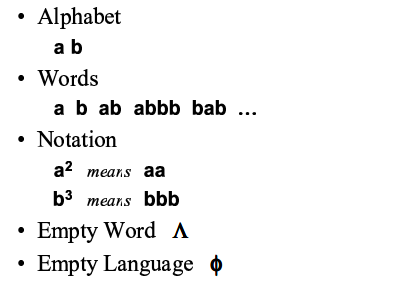 • Alphabet
a b
• Words
a b ab abbb bab …
• Notation
a² means aa
b³ means bbb
• Empty Word Λ
• Empty Language ϕ